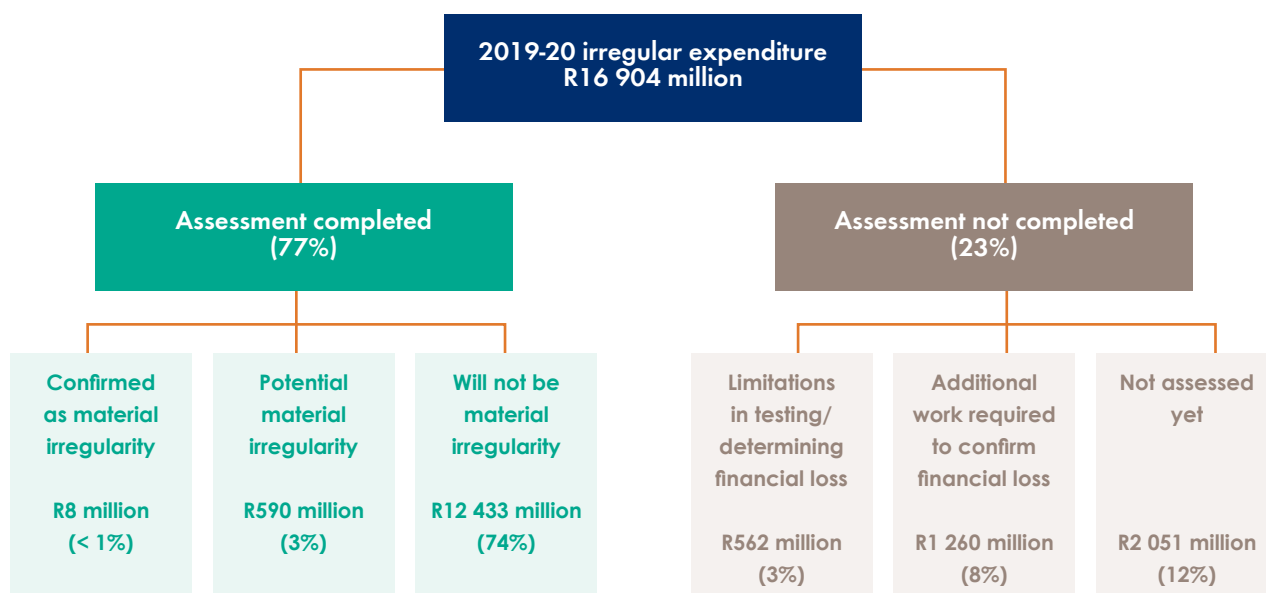 2019-20 irregular expenditure
R16 904 million
Assessment completed
(77%)
Assessment not completed
(23%)
Confirmed
as material
irregularity
R8 million
(< 1%)
Potential
material
irregularity
R590 million
(3%)
Will not be
material
irregularity
R12 433 million
(74%)
Limitations
in testing/
determining
financial loss
R562 million
(3%)
Additional
work required
to confirm
financial loss
R1 260 million
(8%)
Not assessed
yet
R2 051 million
(12%)